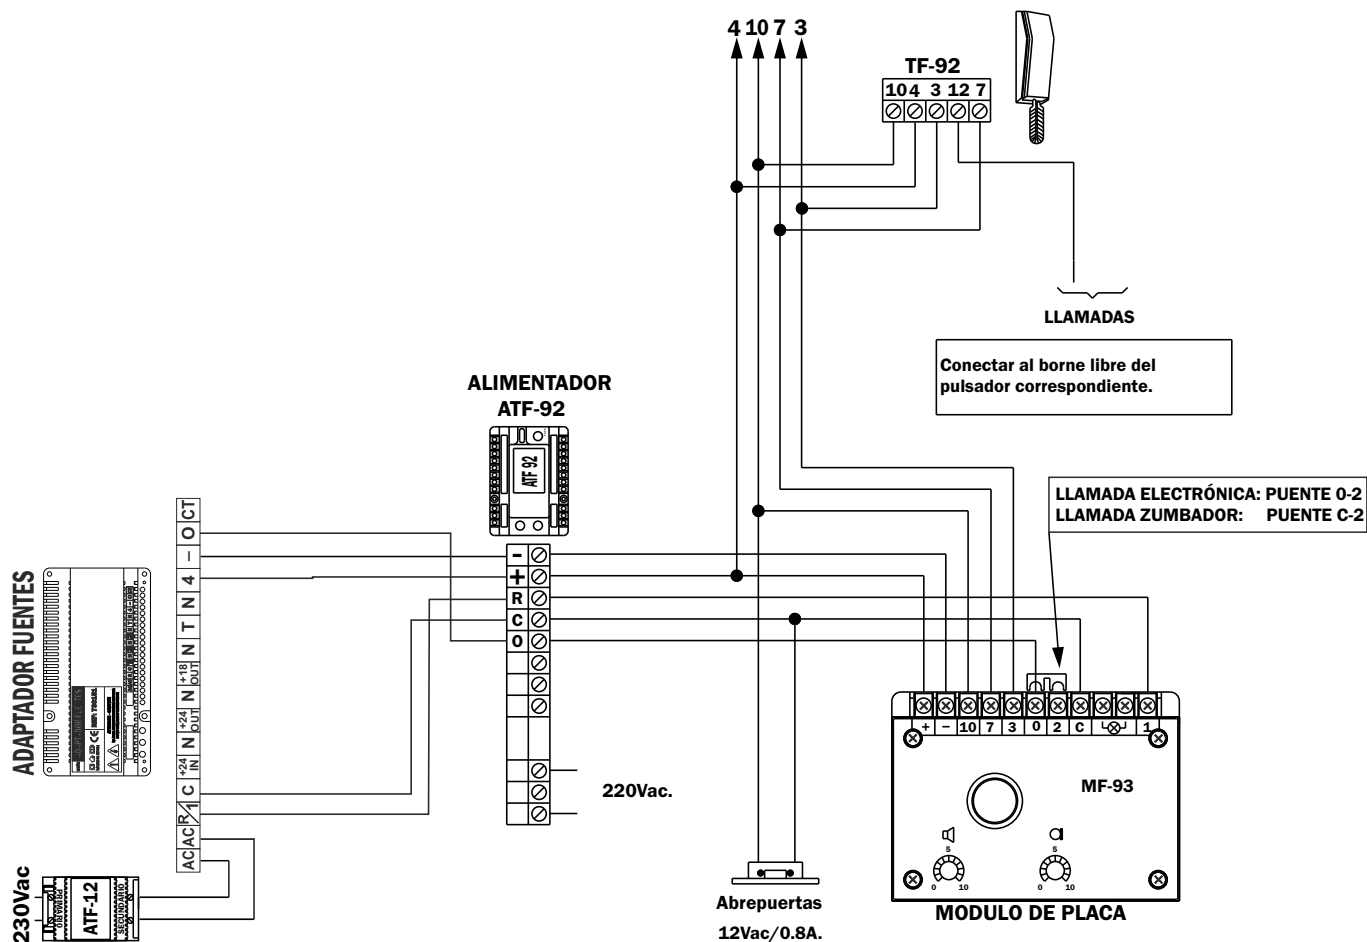 4 10 7 3
TF-92
10 4 3 12 7
LLAMADAS
Conectar al borne libre del
pulsador correspondiente.
ALIMENTADOR
ATF-92
ATF 92
LLAMADA ELECTRÓNICA: PUENTE 0-2
LLAMADA ZUMBADOR: PUENTE C-2
-
+
R
C
0
220Vac.
ADAPTADOR FUENTES
CT
O
–
4
N
T
N
+18 OUT
N
+24 OUT
N
+24 IN
C
R/1
AC
AC
230Vac
PRIMARIO
ATF-12
SECUNDARIO
Abrepuertas
12Vac/0.8A.
+ – 10 7 3 0 2 C 1
MF-93
5
0 10
5
0 10
MODULO DE PLACA